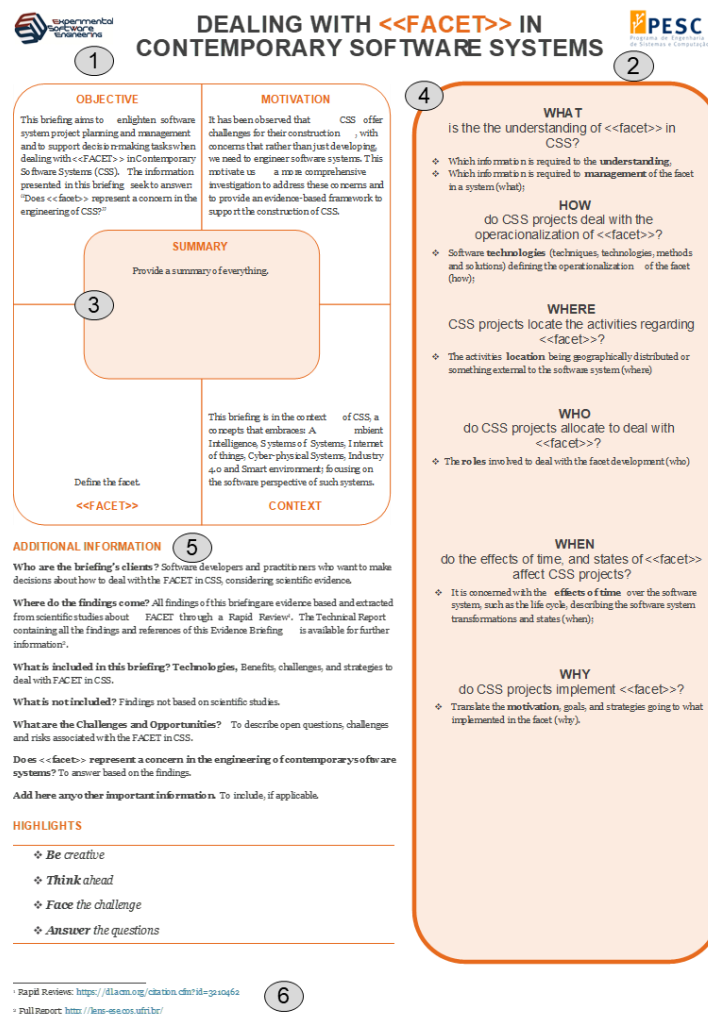 Experimental
Software
Engineering
DEALING WITH <<FACET>> IN
CONTEMPORARY SOFTWARE SYSTEMS
PESC
Programa de Engenharia
de Sistemas e Computação
1
2
OBJECTIVE
This briefing aims to enlighten software
system project planning and management
and to support decision-making tasks when
dealing with <<FACET>> in Contemporary
Software Systems (CSS). The information
presented in this briefing seek to answer:
"Does <<facet>> represent a concern in the
engineering of CSS?"
MOTIVATION
It has been observed that CSS offer
challenges for their construction , with
concerns that rather than just developing,
we need to engineer software systems. This
motivate us a more comprehensive
investigation to address these concerns and
to provide an evidence-based framework to
support the construction of CSS.
SUMMARY
Provide a summary of everything.
3
Define the facet.
<<FACET>>
This briefing is in the context of CSS, a
concepts that embraces: A mbient
Intelligence, Systems of Systems, Internet
of things, Cyber-physical Systems, Industry
4.0 and Smart environment; focusing on
the software perspective of such systems.
CONTEXT
4
WHAT
is the the understanding of <<facet>> in
CSS?
❖ Which information is required to the understanding,
❖ Which information is required to management of the facet
in a system (what);
HOW
do CSS projects deal with the
operacionalization of <<facet>>?
❖ Software technologies (techniques, technologies, methods
and solutions) defining the operationalization of the facet
(how);
WHERE
CSS projects locate the activities regarding
<<facet>>?
❖ The activities location being geographically distributed or
something external to the software system (where)
WHO
do CSS projects allocate to deal with
<<facet>>?
❖ The roles involved to deal with the facet development (who)
WHEN
do the effects of time, and states of <<facet>>
affect CSS projects?
❖ It is concerned with the effects of time over the software
system, such as the life cycle, describing the software system
transformations and states (when);
WHY
do CSS projects implement <<facet>>?
❖ Translate the motivation, goals, and strategies going to what
implemented in the facet (why).
ADDITIONAL INFORMATION
5
Who are the briefing's clients? Software developers and practitioners who want to make
decisions about how to deal with the FACET in CSS, considering scientific evidence.
Where do the findings come? All findings of this briefing are evidence based and extracted
from scientific studies about FACET through a Rapid Review¹. The Technical Report
containing all the findings and references of this Evidence Briefing is available for further
information².
What is included in this briefing? Technologies, Benefits, challenges, and strategies to
deal with FACET in CSS.
What is not included? Findings not based on scientific studies.
What are the Challenges and Opportunities? To describe open questions, challenges
and risks associated with the FACET in CSS.
Does <<facet>> represent a concern in the engineering of contemporary software
systems? To answer based on the findings.
Add here any other important information. To include, if applicable.
HIGHLIGHTS
❖ Be creative
❖ Think ahead
❖ Face the challenge
❖ Answer the questions
¹ Rapid Reviews: https://dl.acm.org/citation.cfm?id=3210462
6
² Full Report: http://lens-ese.cos.ufrj.br/